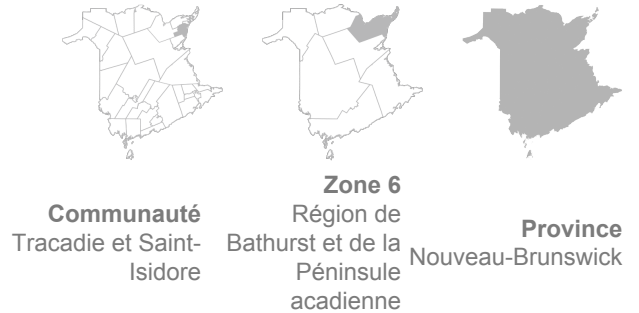 Communauté
Tracadie et Saint-
Isidore
Zone 6
Région de
Bathurst et de la
Péninsule
acadienne
Province
Nouveau-Brunswick